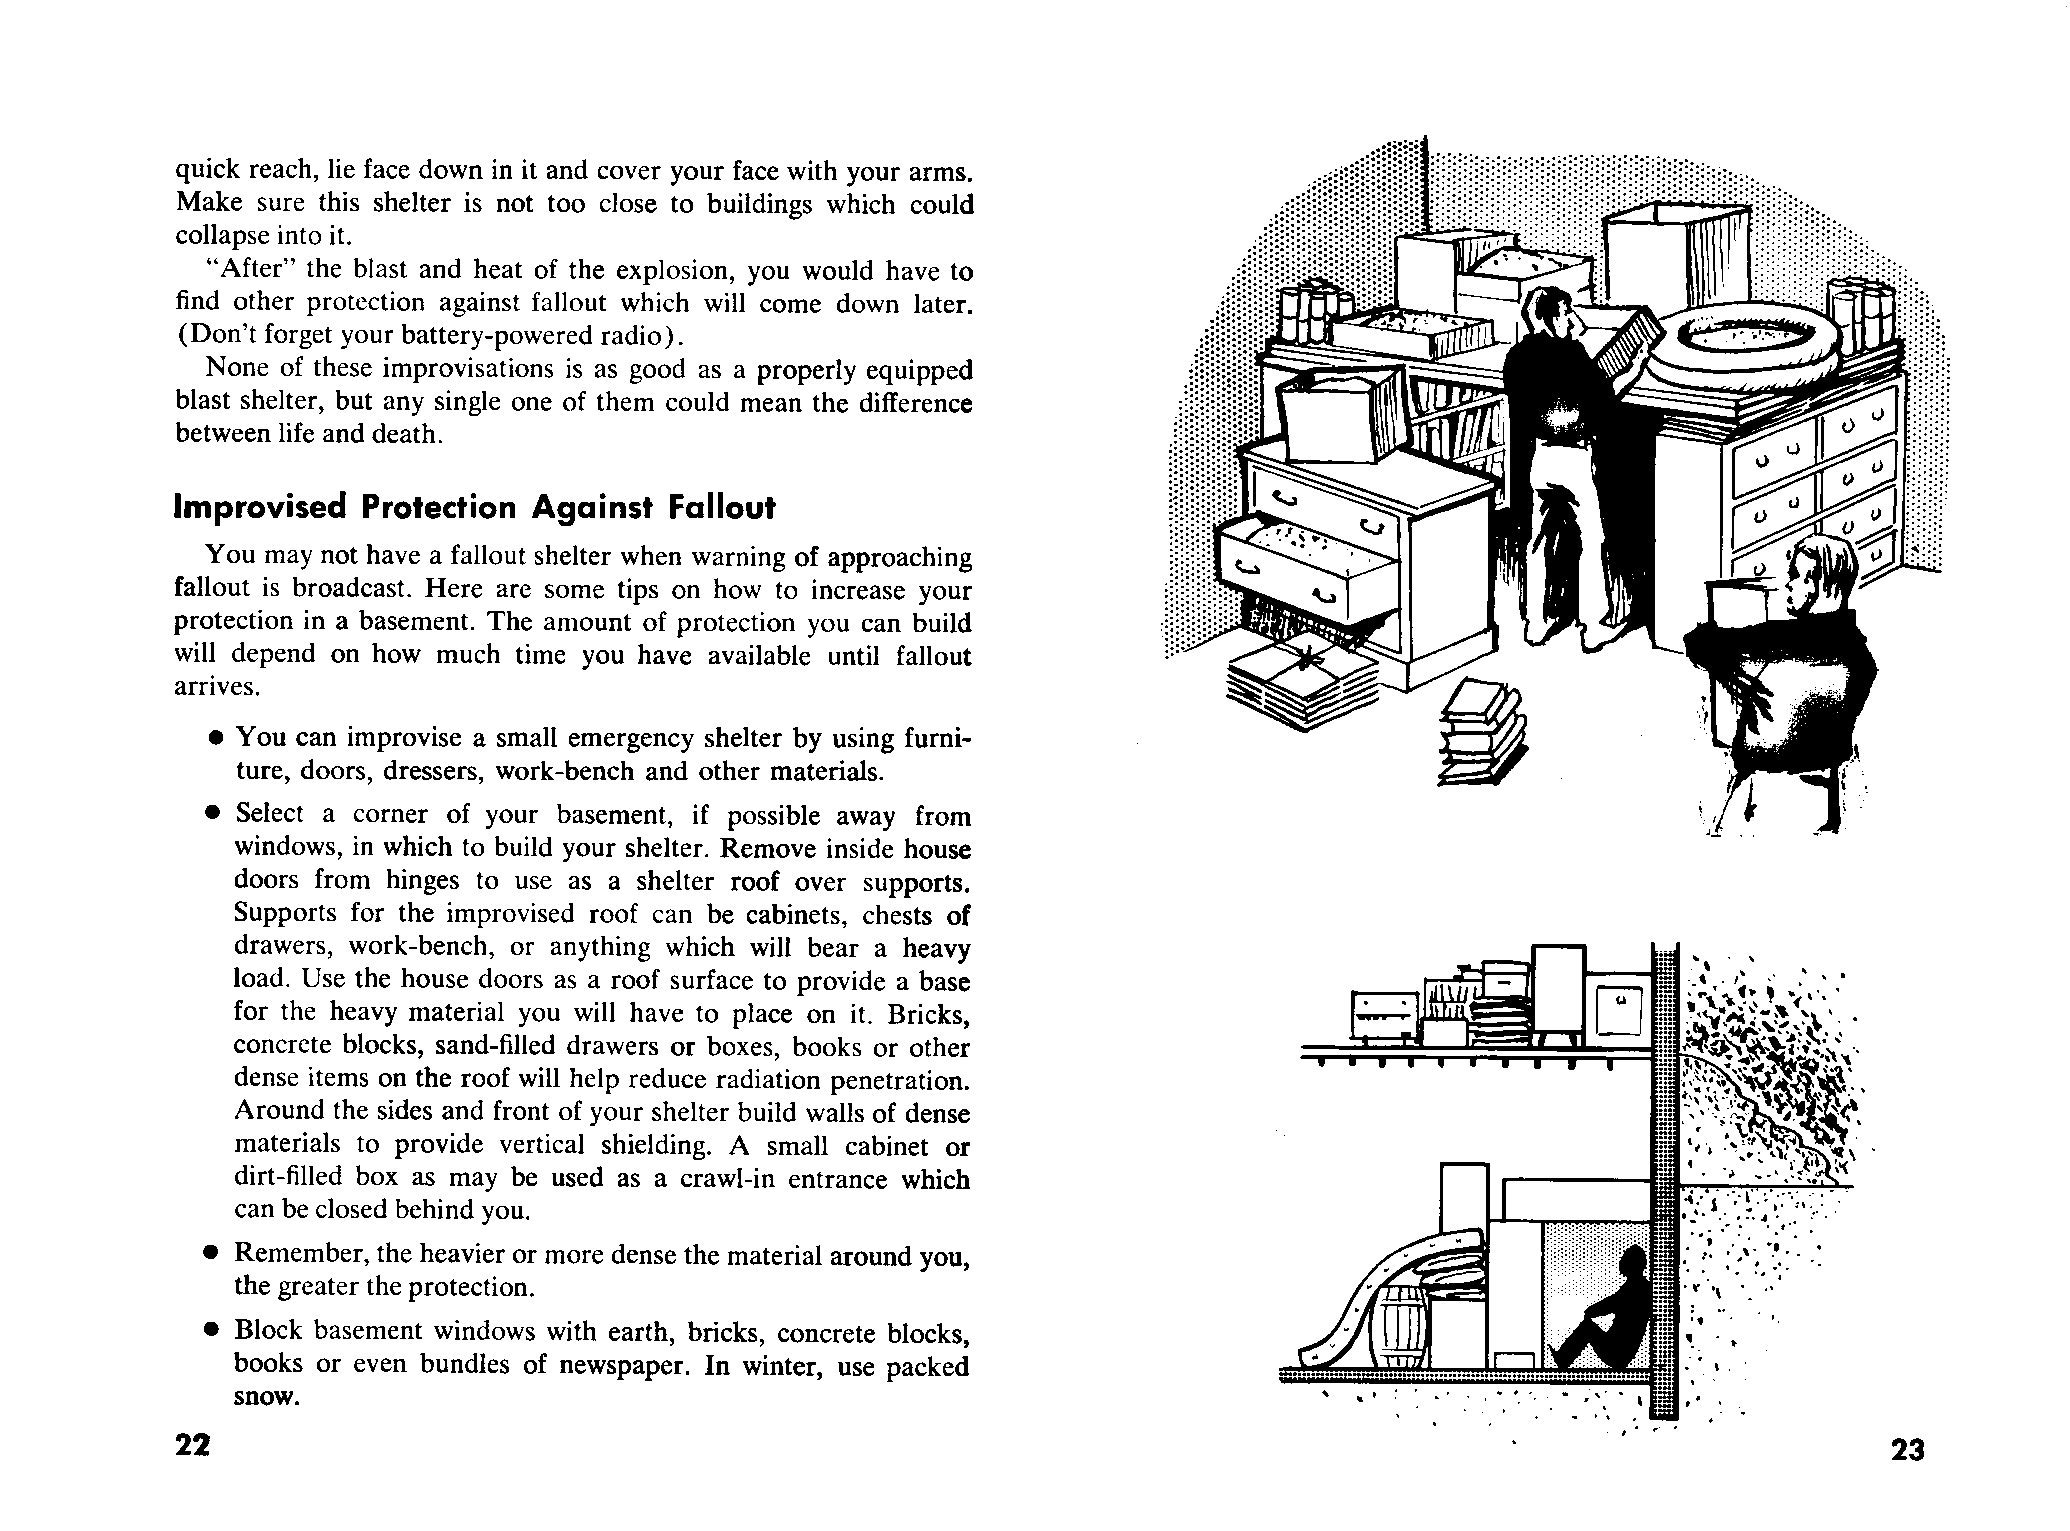 quick reach, lie face down in it and cover your face with your arms.
Make sure this shelter is not too close to buildings which could
collapse into it.
“After” the blast and heat of the explosion, you would have to
find other protection against fallout which will come down later.
(Don’t forget your battery-powered radio).
None of these improvisations is as good as a properly equipped
blast shelter, but any single one of them could mean the difference
between life and death.
Improvised Protection Against Fallout
You may not have a fallout shelter when warning of approaching
fallout is broadcast. Here are some tips on how to increase your
protection in a basement. The amount of protection you can build
will depend on how much time you have available until fallout
arrives.
● You can improvise a small emergency shelter by using furni-
ture, doors, dressers, work-bench and other materials.
● Select a corner of your basement, if possible away from
windows, in which to build your shelter. Remove inside house
doors from hinges to use as a shelter roof over supports.
Supports for the improvised roof can be cabinets, chests of
drawers, work-bench, or anything which will bear a heavy
load. Use the house doors as a roof surface to provide a base
for the heavy material you will have to place on it. Bricks,
concrete blocks, sand-filled drawers or boxes, books or other
dense items on the roof will help reduce radiation penetration.
Around the sides and front of your shelter build walls of dense
materials to provide vertical shielding. A small cabinet or
dirt-filled box as may be used as a crawl-in entrance which
can be closed behind you.
● Remember, the heavier or more dense the material around you,
the greater the protection.
● Block basement windows with earth, bricks, concrete blocks,
books or even bundles of newspaper. In winter, use packed
snow.
22
23